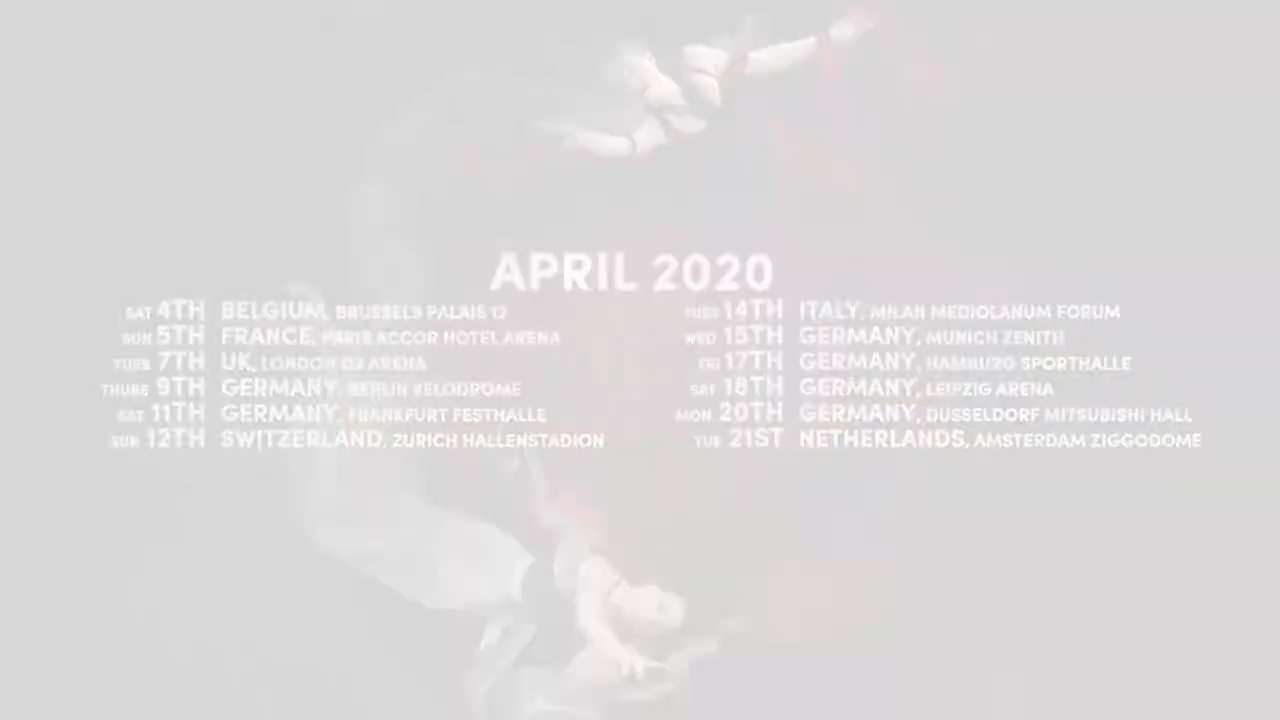 APRIL 2020
SAT 4TH BELGIUM, BRUSSELS PALAIS 12
SUN 5TH FRANCE, PARIS ACCOR HOTEL ARENA
TUES 7TH UK, LONDON O2 ARENA
THURS 9TH GERMANY, BERLIN VELODROME
SAT 11TH GERMANY, FRANKFURT FESTHALLE
SUN 12TH SWITZERLAND, ZURICH HALLENSTADION
TUES 14TH ITALY, MILAN MEDIOLANUM FORUM
WED 15TH GERMANY, MUNICH ZENITH
FRI 17TH GERMANY, HAMBURG SPORTHALLE
SAT 18TH GERMANY, LEIPZIG ARENA
MON 20TH GERMANY, DUSSELDORF MITSUBISHI HALL
TUE 21ST NETHERLANDS, AMSTERDAM ZIGGODOME